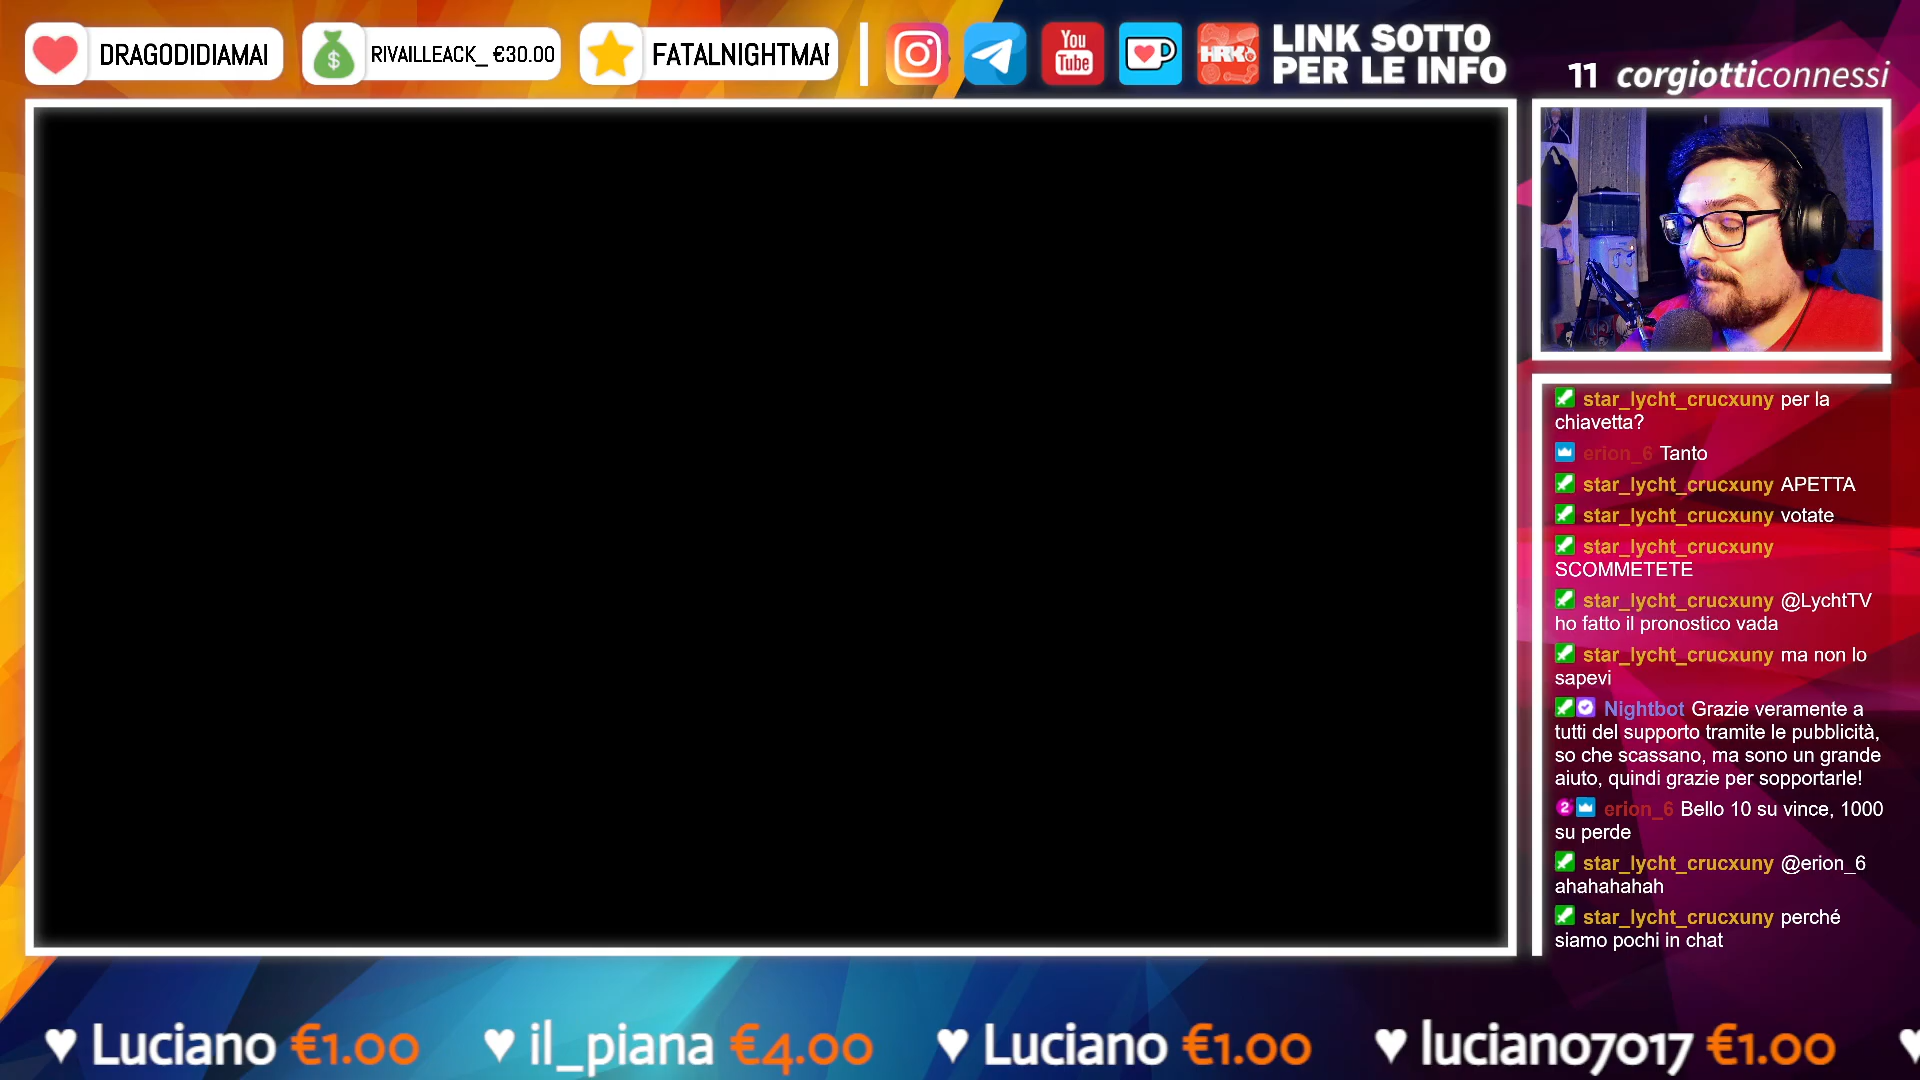 DRAGODIDIAMAI
RIVAILLEACK_ €30.00
FATALNIGHTMAR
You
Tube
HRK
LINK SOTTO
PER LE INFO
11 corgiotticonnessi
star_lycht_crucxuny per la
chiavetta?
erion_6 Tanto
star_lycht_crucxuny APETTA
star_lycht_crucxuny votate
star_lycht_crucxuny
SCOMMETETE
star_lycht_crucxuny @LychtTV
ho fatto il pronostico vada
star_lycht_crucxuny ma non lo
sapevi
Nightbot Grazie veramente a
tutti del supporto tramite le pubblicità,
so che scassano, ma sono un grande
aiuto, quindi grazie per sopportarle!
2 erion_6 Bello 10 su vince, 1000
su perde
star_lycht_crucxuny @erion_6
ahahahahah
star_lycht_crucxuny perché
siamo pochi in chat
♥ Luciano €1.00 ♥ il_piana €4.00 ♥ Luciano €1.00 ♥ luciano7017 €1.00 ♥